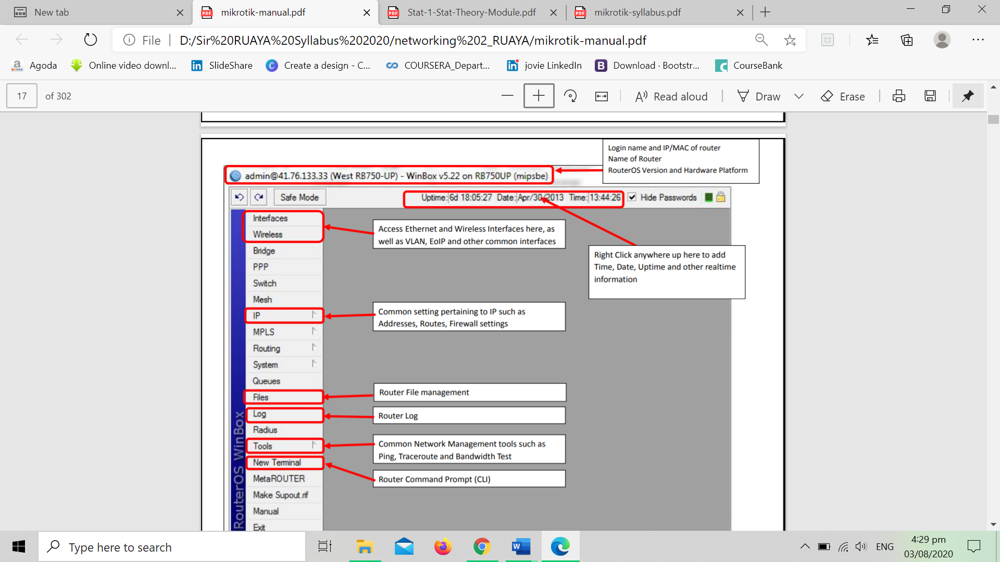 New tab
mikrotik-manual.pdf
Stat-1-Stat-Theory-Module.pdf
mikrotik-syllabus.pdf
File
D:/Sir%20RUAYA%20Syllabus%202020/networking%202_RUAYA/mikrotik-manual.pdf
Agoda
Online video downl...
SlideShare
Create a design - C...
COURSERA_Depart...
jovie LinkedIn
Download · Bootstr...
CourseBank
17 of 302
Read aloud
Draw
Erase
Login name and IP/MAC of router
Name of Router
RouterOS Version and Hardware Platform
admin@41.76.133.33 (West RB750-UP) - WinBox v5.22 on RB750UP (mipsbe)
Safe Mode
Uptime: 6d 18:05:27 Date: Apr/30/2013 Time: 13:44:26
Hide Passwords
Interfaces
Wireless
Bridge
PPP
Switch
Mesh
IP
MPLS
Routing
System
Queues
Files
Log
Radius
Tools
New Terminal
MetaROUTER
Make Supout.rif
Manual
Exit
RouterOS WinBox
Access Ethernet and Wireless Interfaces here, as
well as VLAN, EoIP and other common interfaces
Right Click anywhere up here to add
Time, Date, Uptime and other realtime
information
Common setting pertaining to IP such as
Addresses, Routes, Firewall settings
Router File management
Router Log
Common Network Management tools such as
Ping, Traceroute and Bandwidth Test
Router Command Prompt (CLI)
Type here to search
ENG
4:29 pm
03/08/2020